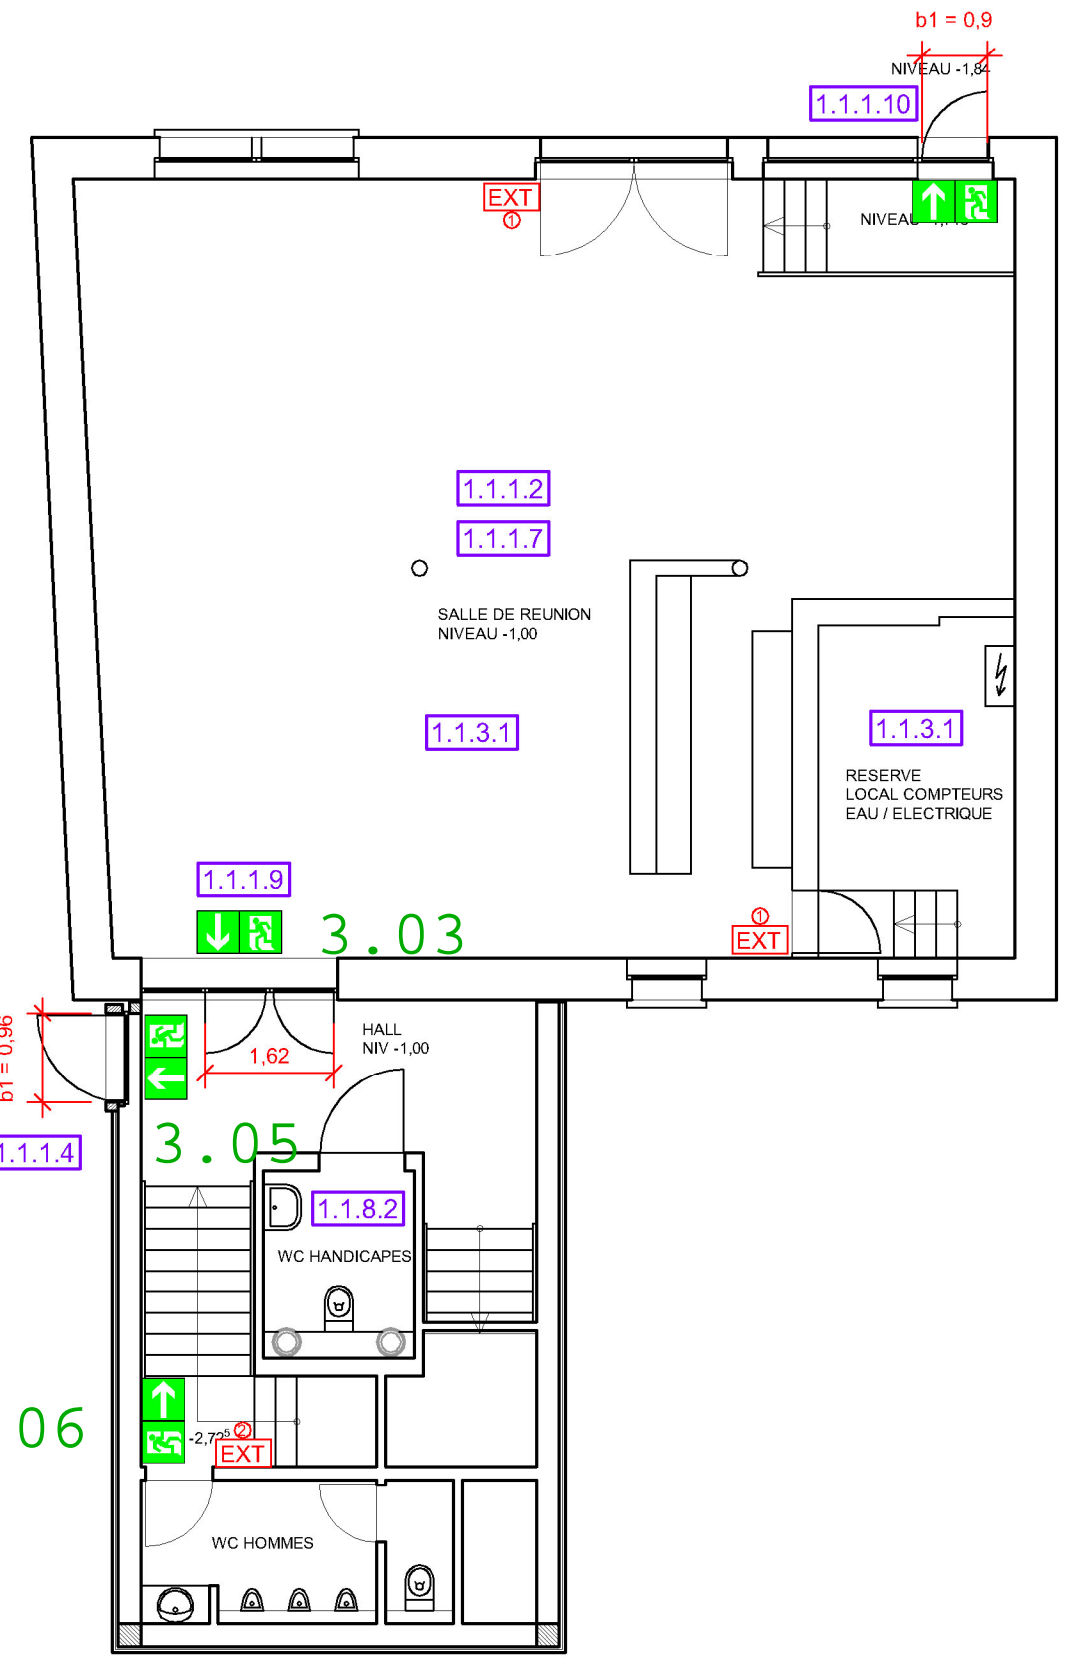 b1 = 0,9
NIVEAU -1,84
1.1.1.10
EXT
1
NIVEAU
1.1.1.2
1.1.1.7
SALLE DE REUNION
NIVEAU -1,00
1.1.3.1
1.1.3.1
RESERVE
LOCAL COMPTEURS
EAU / ELECTRIQUE
1.1.1.9
3.03
1
EXT
b1 = 0,96
HALL
NIV -1,00
1,62
3.05
1.1.1.4
1.1.8.2
WC HANDICAPES
06
-2,72⁵
2
EXT
WC HOMMES